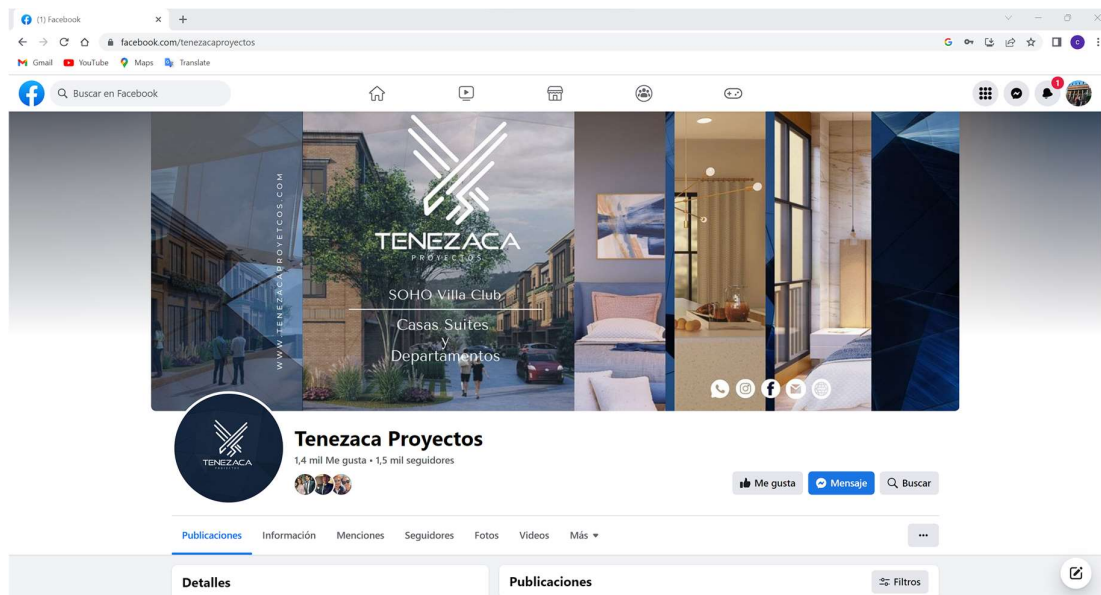 (1) Facebook
facebook.com/tenezacaproyectos
Gmail YouTube Maps Translate
Buscar en Facebook
1
WWW.TENEZACAPROYETCOS.COM
TENEZACA
PROYECTOS
SOHO Villa Club
Casas Suites
y
Departamentos
TENEZACA
PROYECTOS
Tenezaca Proyectos
1,4 mil Me gusta • 1,5 mil seguidores
Me gusta Mensaje Buscar
Publicaciones Información Menciones Seguidores Fotos Videos Más
Detalles
Publicaciones
Filtros